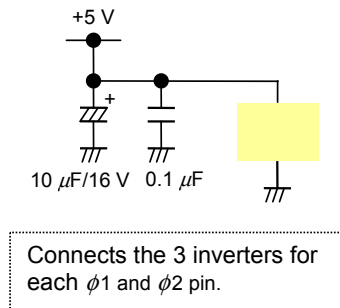 +5 V
+
10 μF/16 V 0.1 μF
Connects the 3 inverters for
each ϕ1 and ϕ2 pin.